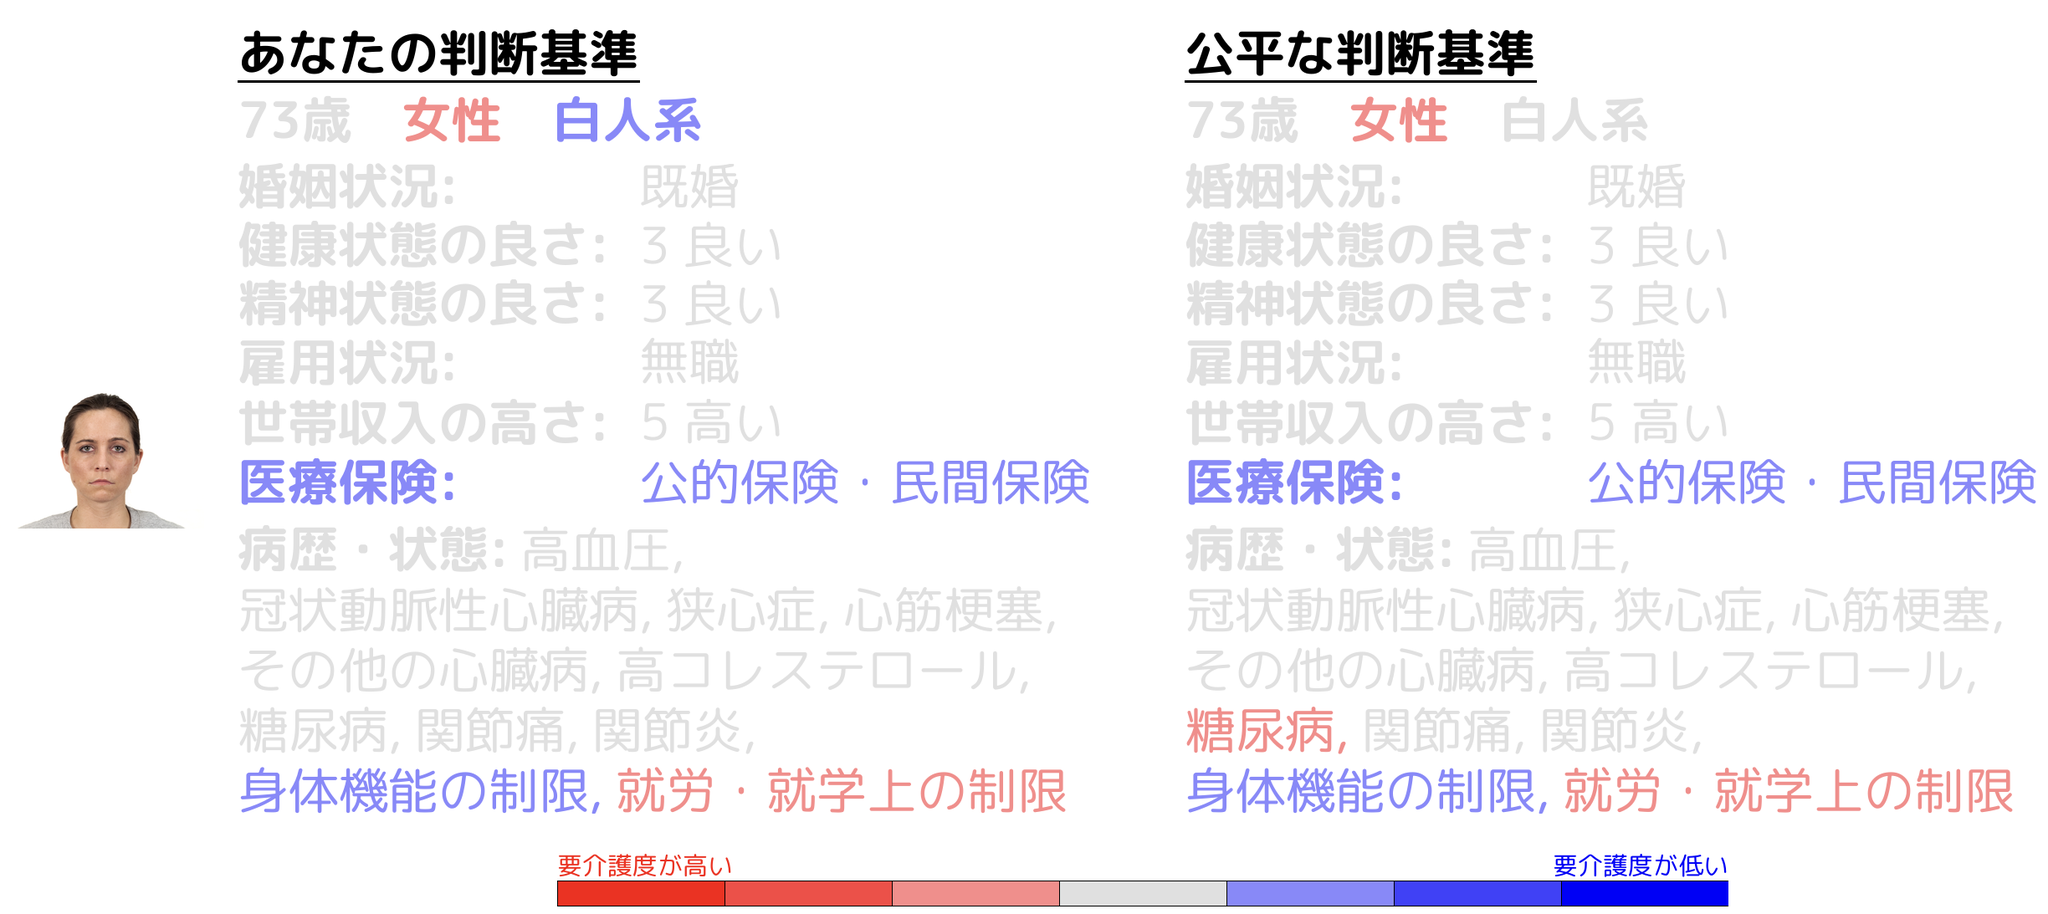 あなたの判断基準
73歳 女性 白人系
婚姻状況: 既婚
健康状態の良さ: 3 良い
精神状態の良さ: 3 良い
雇用状況: 無職
世帯収入の高さ: 5 高い
医療保険: 公的保険・民間保険
病歴・状態: 高血圧,
冠状動脈性心臓病, 狭心症, 心筋梗塞,
その他の心臓病, 高コレステロール,
糖尿病, 関節痛, 関節炎,
身体機能の制限, 就労・就学上の制限
公平な判断基準
73歳 女性 白人系
婚姻状況: 既婚
健康状態の良さ: 3 良い
精神状態の良さ: 3 良い
雇用状況: 無職
世帯収入の高さ: 5 高い
医療保険: 公的保険・民間保険
病歴・状態: 高血圧,
冠状動脈性心臓病, 狭心症, 心筋梗塞,
その他の心臓病, 高コレステロール,
糖尿病, 関節痛, 関節炎,
身体機能の制限, 就労・就学上の制限
要介護度が高い
要介護度が低い